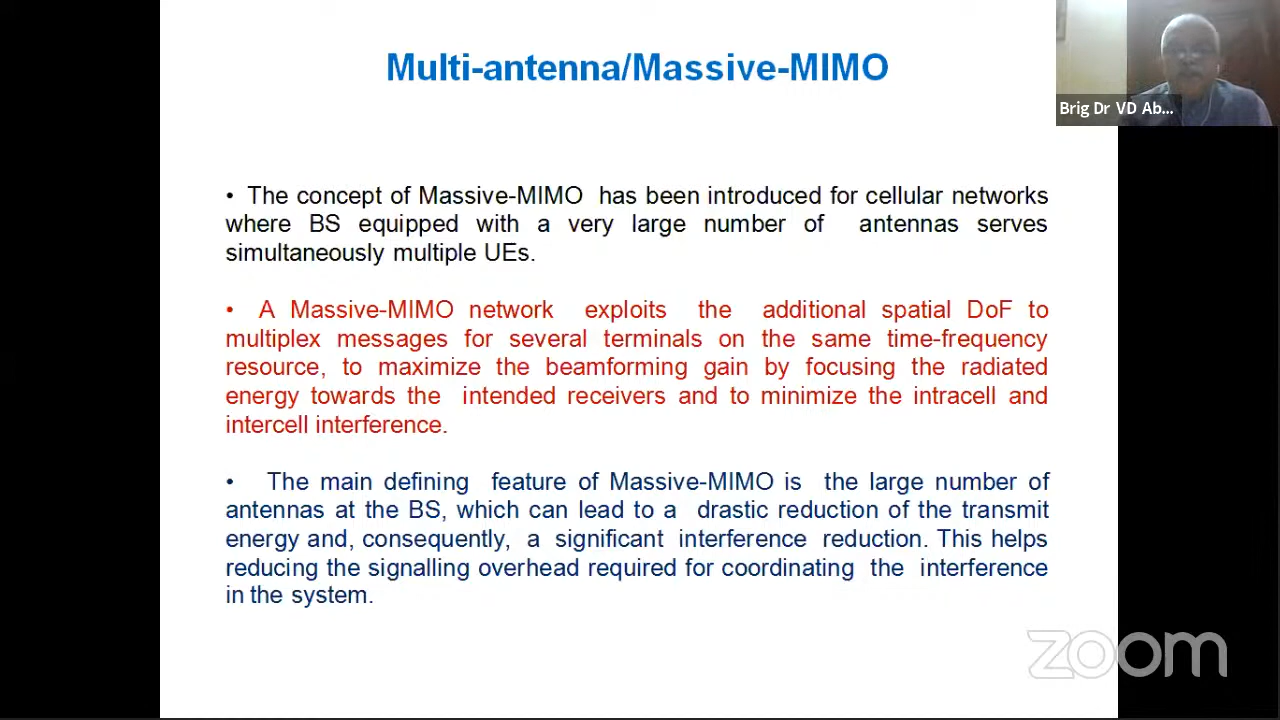 Multi-antenna/Massive-MIMO
Brig Dr VD Ab...
• The concept of Massive-MIMO has been introduced for cellular networks
where BS equipped with a very large number of antennas serves
simultaneously multiple UEs.
• A Massive-MIMO network exploits the additional spatial DoF to
multiplex messages for several terminals on the same time-frequency
resource, to maximize the beamforming gain by focusing the radiated
energy towards the intended receivers and to minimize the intracell and
intercell interference.
• The main defining feature of Massive-MIMO is the large number of
antennas at the BS, which can lead to a drastic reduction of the transmit
energy and, consequently, a significant interference reduction. This helps
reducing the signalling overhead required for coordinating the interference
in the system.
zoom